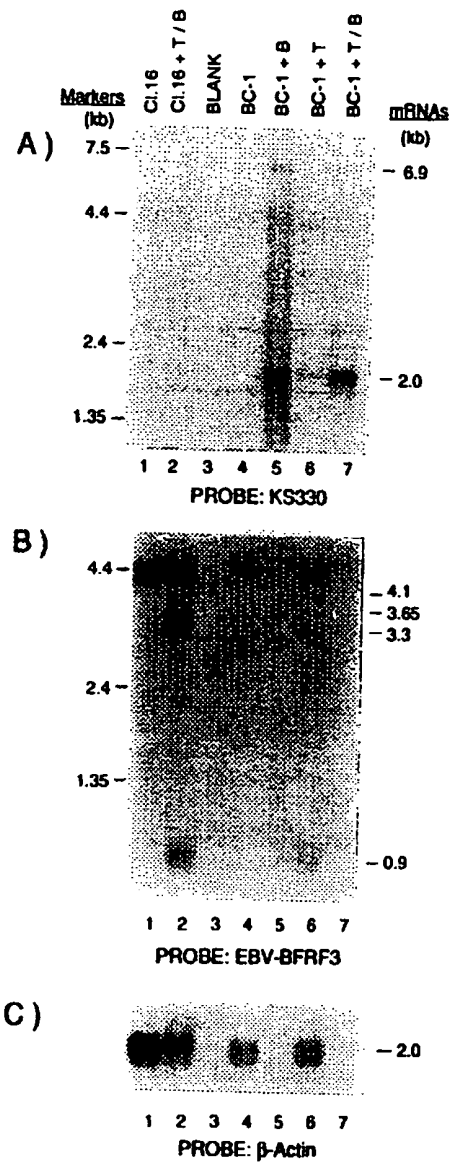 Cl.16
Cl.16 + T / B
BLANK
BC-1
BC-1 + B
BC-1 + T
BC-1 + T / B
Markers
(kb)
mRNAs
(kb)
A)
7.5
4.4
2.4
1.35
6.9
2.0
1 2 3 4 5 6 7
PROBE: KS330
B)
4.4
2.4
1.35
4.1
3.65
3.3
0.9
1 2 3 4 5 6 7
PROBE: EBV-BFRF3
C)
2.0
1 2 3 4 5 6 7
PROBE: β-Actin